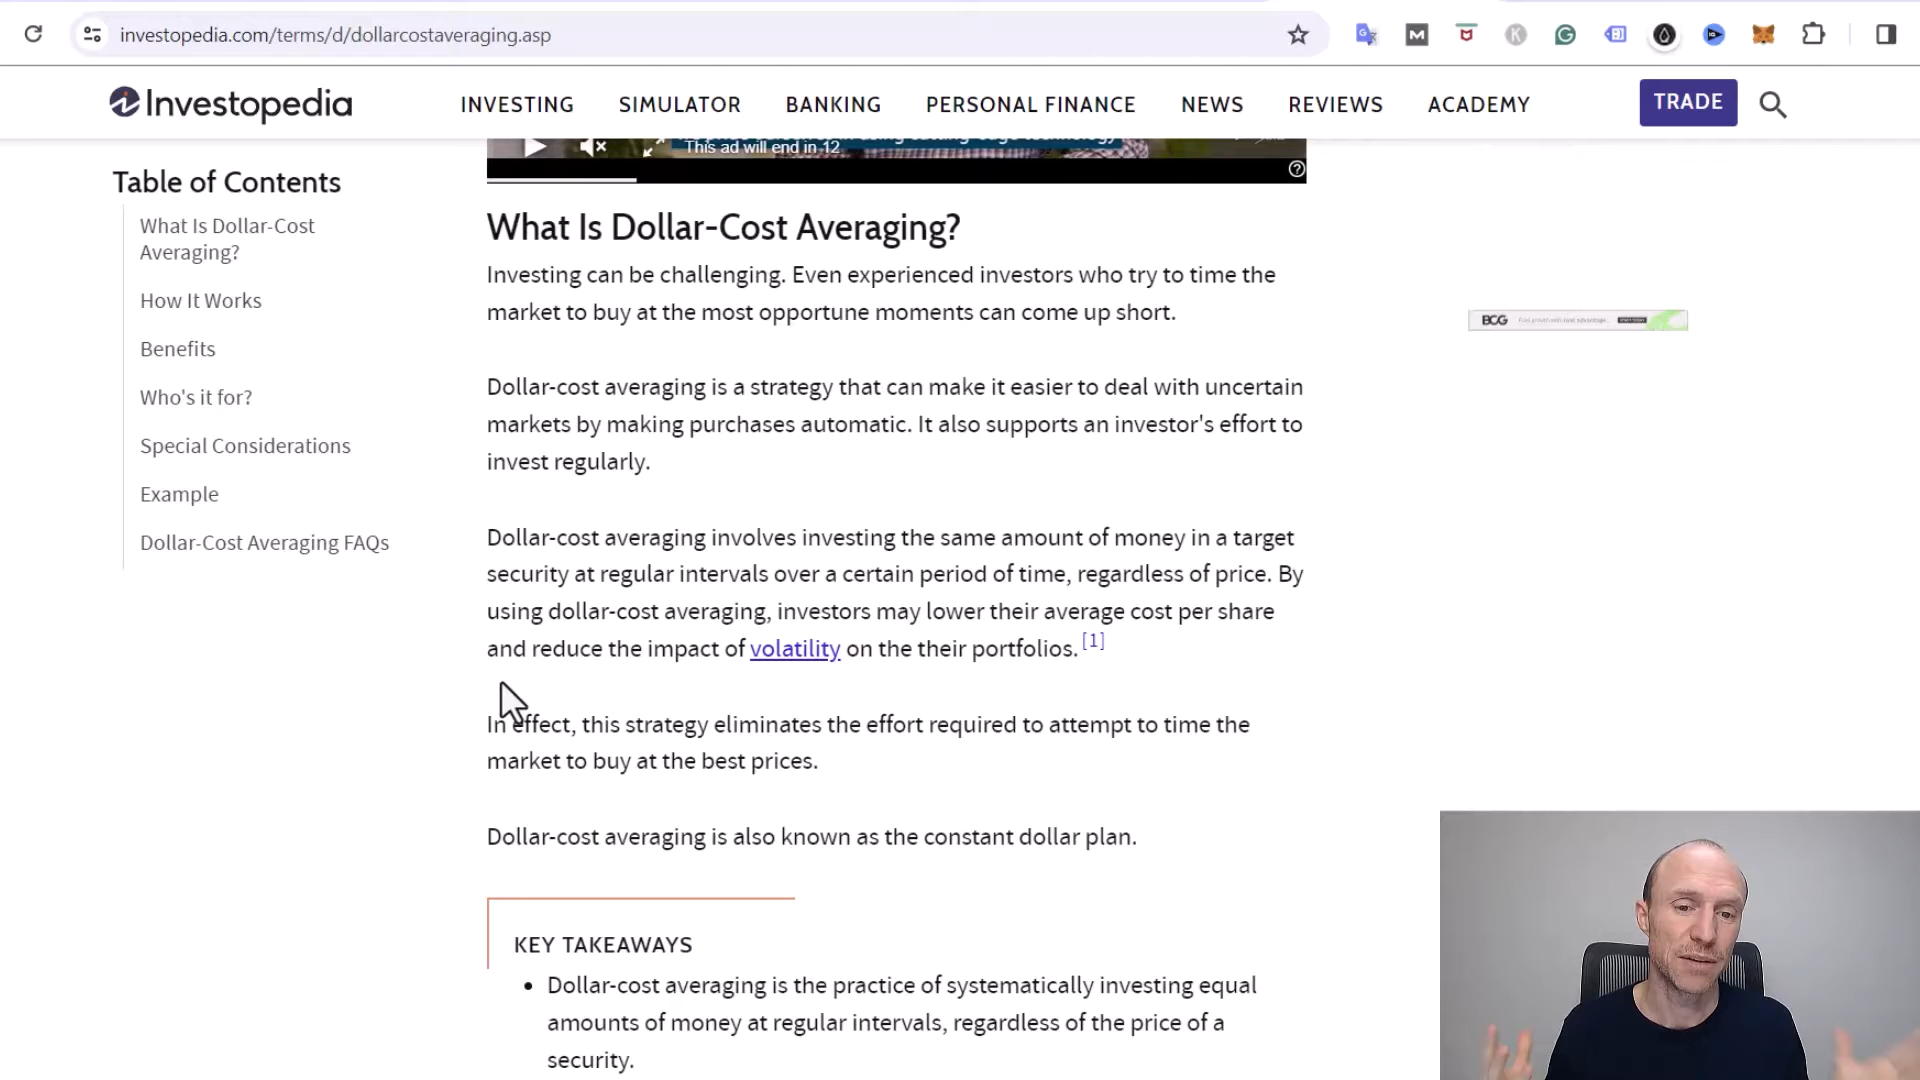 investopedia.com/terms/d/dollarcostaveraging.asp
Investopedia
INVESTING
SIMULATOR
BANKING
PERSONAL FINANCE
NEWS
REVIEWS
ACADEMY
TRADE
This ad will end in 12
Table of Contents
What Is Dollar-Cost
Averaging?
How It Works
Benefits
Who's it for?
Special Considerations
Example
Dollar-Cost Averaging FAQs
What Is Dollar-Cost Averaging?
Investing can be challenging. Even experienced investors who try to time the
market to buy at the most opportune moments can come up short.
Dollar-cost averaging is a strategy that can make it easier to deal with uncertain
markets by making purchases automatic. It also supports an investor's effort to
invest regularly.
Dollar-cost averaging involves investing the same amount of money in a target
security at regular intervals over a certain period of time, regardless of price. By
using dollar-cost averaging, investors may lower their average cost per share
and reduce the impact of volatility on the their portfolios. [1]
In effect, this strategy eliminates the effort required to attempt to time the
market to buy at the best prices.
Dollar-cost averaging is also known as the constant dollar plan.
KEY TAKEAWAYS
• Dollar-cost averaging is the practice of systematically investing equal
amounts of money at regular intervals, regardless of the price of a
security.
BCG